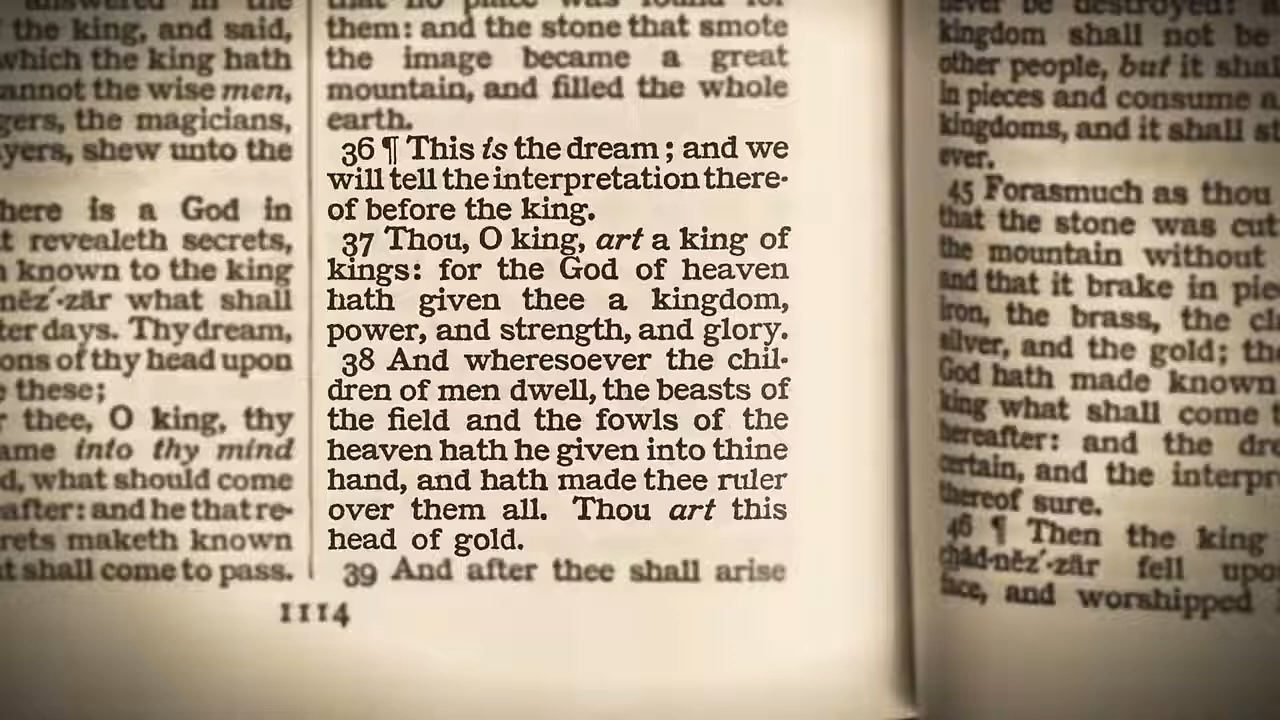 the king, and said,
which the king hath
annot the wise men,
gers, the magicians,
yers, shew unto the
here is a God in
t revealeth secrets,
known to the king
nĕz′·zär what shall
ter days. Thy dream,
ons of thy head upon
these;
thee, O king, thy
ame into thy mind
d, what should come
after: and he that re-
rets maketh known
t shall come to pass.
them: and the stone that smote
the image became a great
mountain, and filled the whole
earth.
36 ¶ This is the dream; and we
will tell the interpretation there-
of before the king.
37 Thou, O king, art a king of
kings: for the God of heaven
hath given thee a kingdom,
power, and strength, and glory.
38 And wheresoever the chil-
dren of men dwell, the beasts of
the field and the fowls of the
heaven hath he given into thine
hand, and hath made thee ruler
over them all. Thou art this
head of gold.
39 And after thee shall arise
1114
never be destroyed:
kingdom shall not be
other people, but it shal
in pieces and consume a
kingdoms, and it shall st
ever.
45 Forasmuch as thou
that the stone was cut
the mountain without
and that it brake in pie
iron, the brass, the cl
silver, and the gold; the
God hath made known
king what shall come t
hereafter: and the dre
certain, and the interpr
thereof sure.
46 ¶ Then the king
chăd-nĕz′·zär fell upo
face, and worshipped